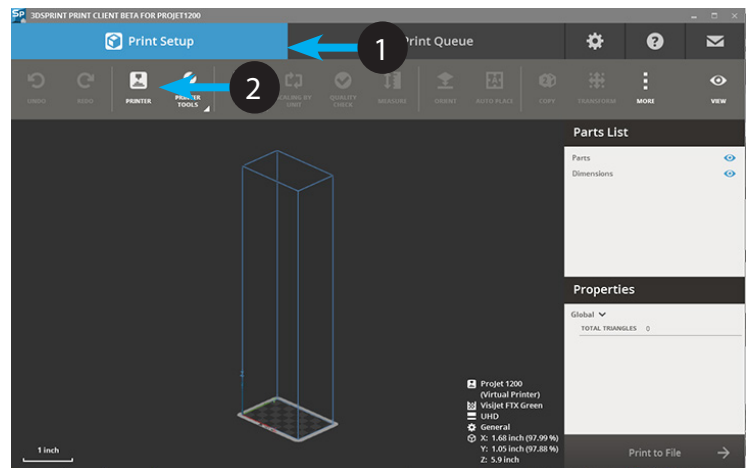 SP 3DSPRINT PRINT CLIENT BETA FOR PROJET1200
Print Setup
1
Print Queue
2
UNDO
REDO
PRINTER
PRINTER TOOLS
UNIT
QUALITY CHECK
MEASURE
ORIENT
AUTO PLACE
COPY
TRANSFORM
MORE
VIEW
Parts List
Parts
Dimensions
Properties
Global
TOTAL TRIANGLES 0
Projet 1200
(Virtual Printer)
VisiJet FTX Green
UHD
General
X: 1.68 inch (97.99 %)
Y: 1.05 inch (97.88 %)
Z: 5.9 inch
1 inch
Print to File